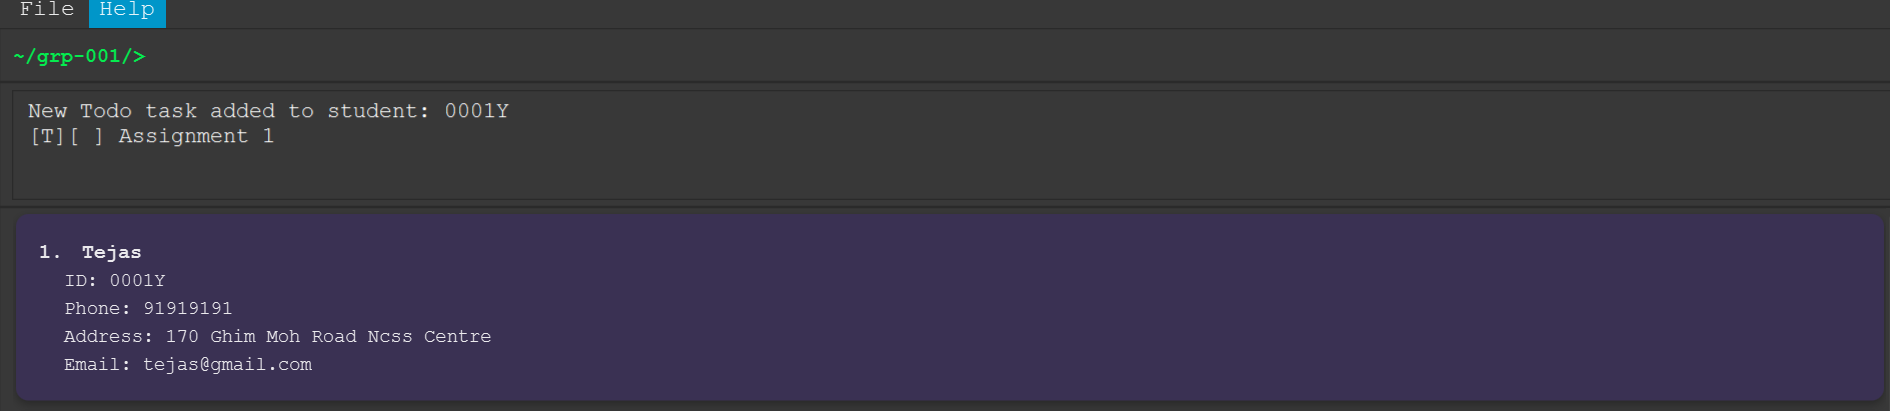 File Help
~/grp-001/>
New Todo task added to student: 0001Y
[T][ ] Assignment 1
1. Tejas
ID: 0001Y
Phone: 91919191
Address: 170 Ghim Moh Road Ncss Centre
Email: tejas@gmail.com